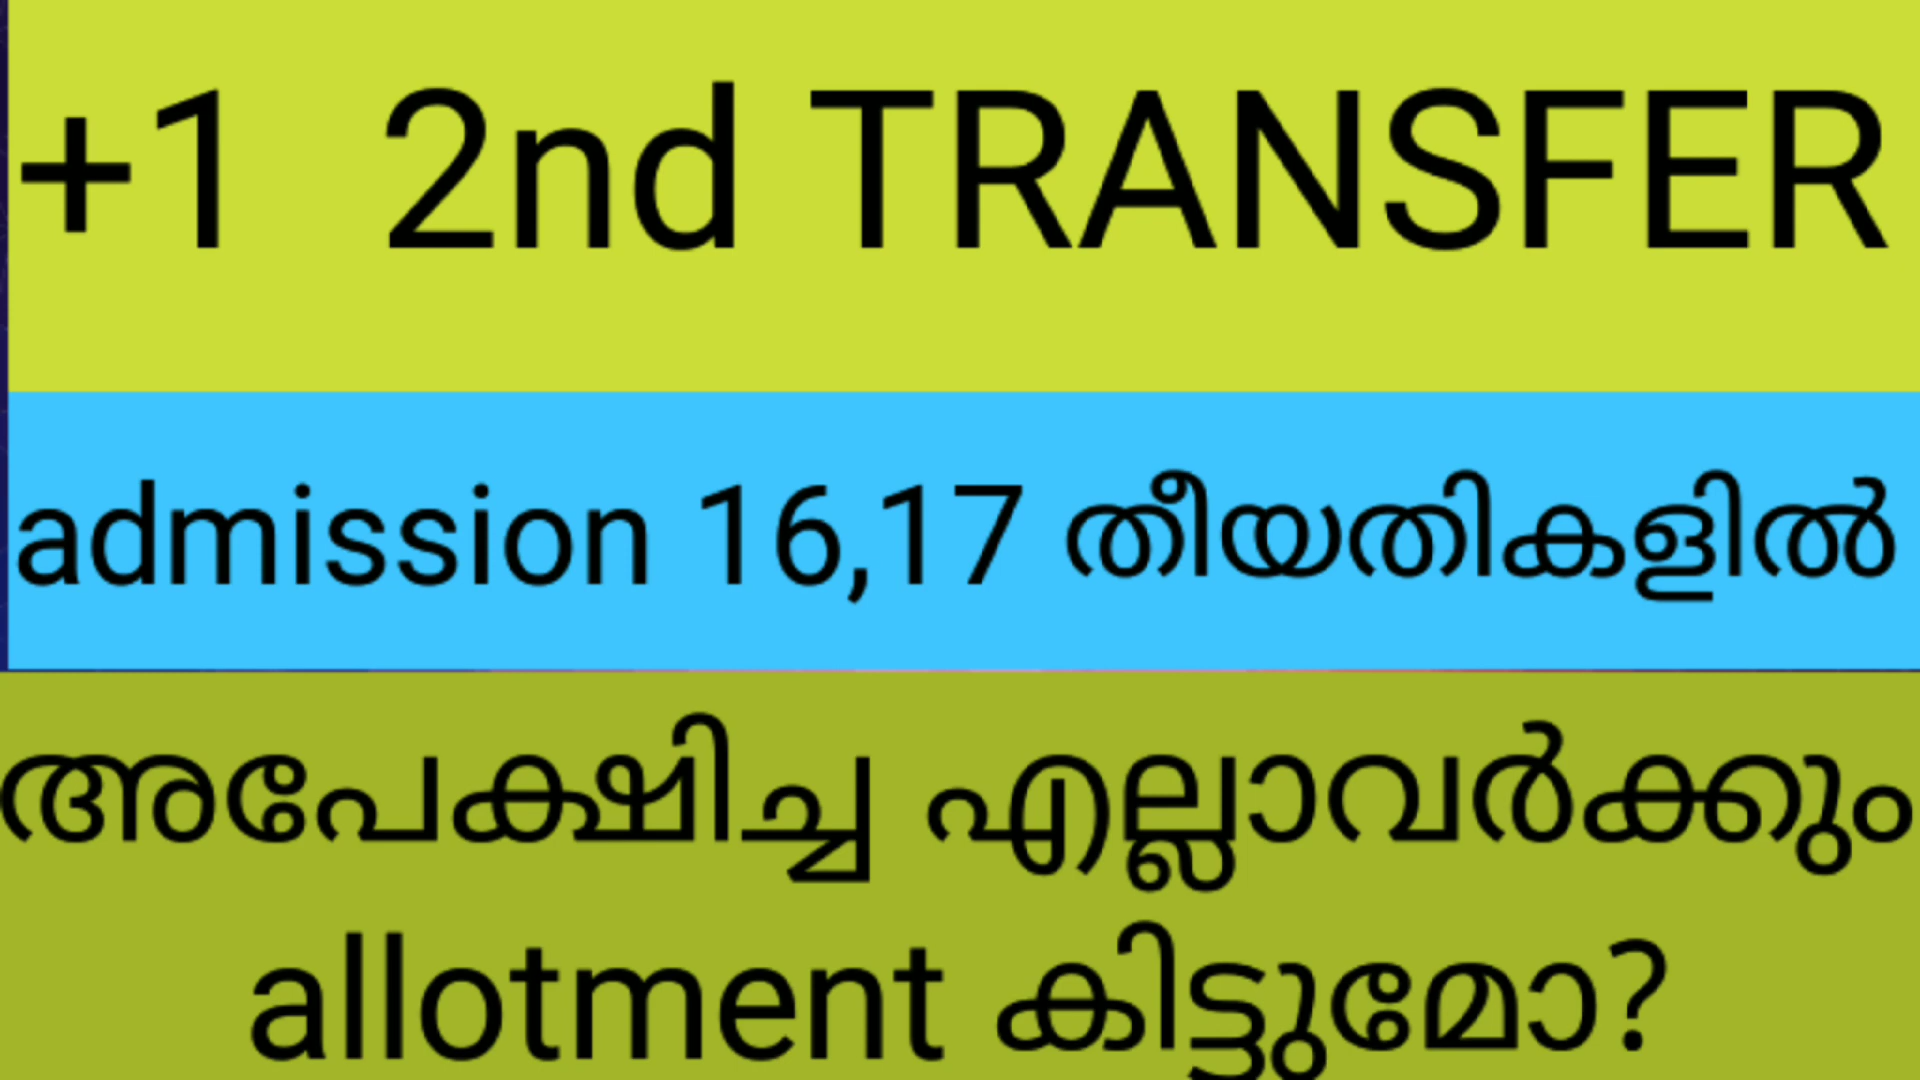 +1 2nd TRANSFER
admission 16,17 തീയതികളിൽ
അപേക്ഷിച്ച എല്ലാവർക്കും
allotment കിട്ടുമോ?